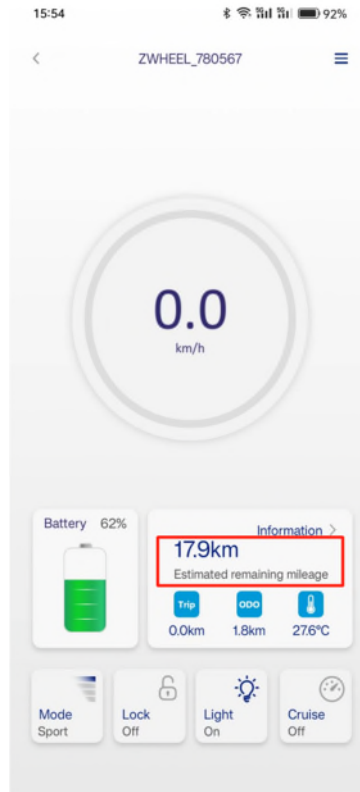 15:54
92%
ZWHEEL_780567
0.0
km/h
Battery 62%
Information >
17.9km
Estimated remaining mileage
Trip ODO
0.0km 1.8km 27.6°C
Mode Lock Light Cruise
Sport Off On Off